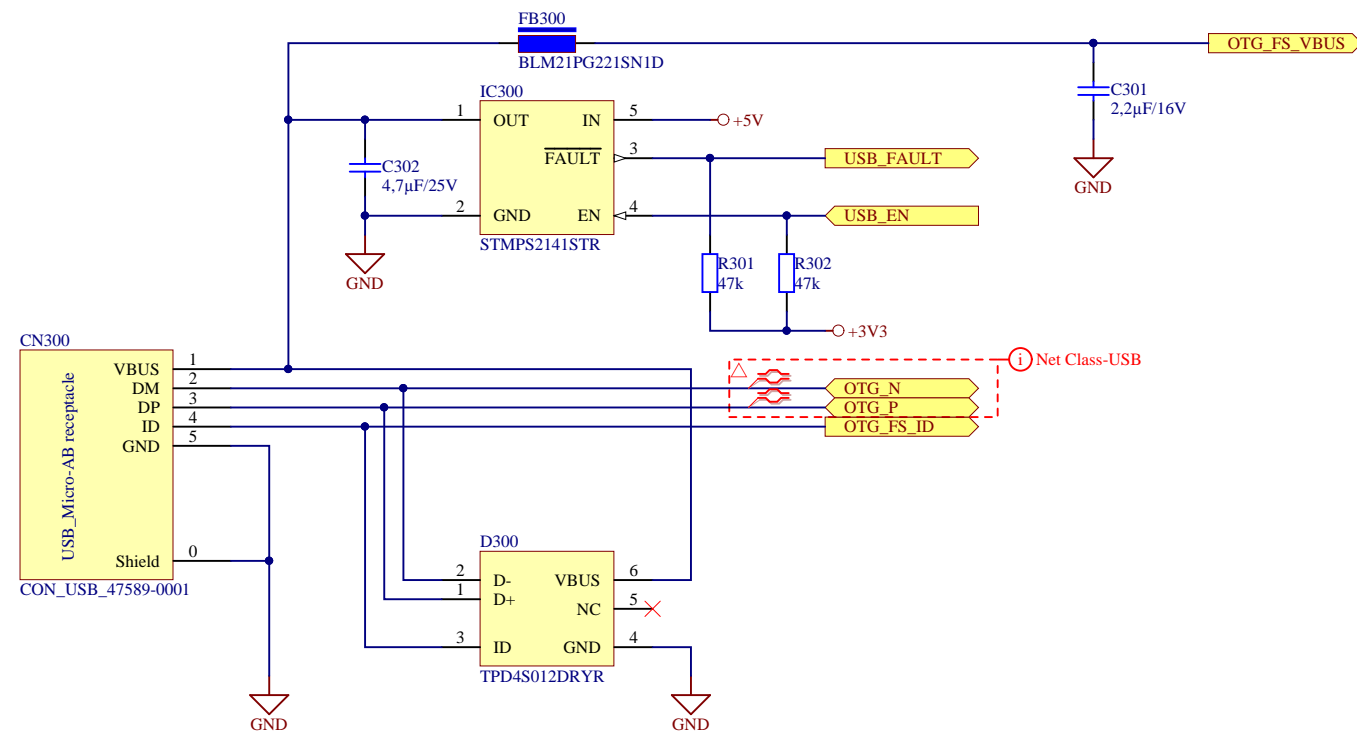 FB300
BLM21PG221SN1D
OTG_FS_VBUS
C301
2,2µF/16V
GND
IC300
1
OUT
IN
5
+5V
FAULT
3
USB_FAULT
C302
4,7µF/25V
2
GND
EN
4
USB_EN
STMPS2141STR
GND
R301
47k
R302
47k
+3V3
CN300
Net Class-USB
i
VBUS
1
DM
2
OTG_N
DP
3
OTG_P
ID
4
OTG_FS_ID
GND
5
USB_Micro-AB receptacle
Shield
0
CON_USB_47589-0001
D300
2
D-
VBUS
6
1
D+
NC
5
3
ID
GND
4
TPD4S012DRYR
GND
GND